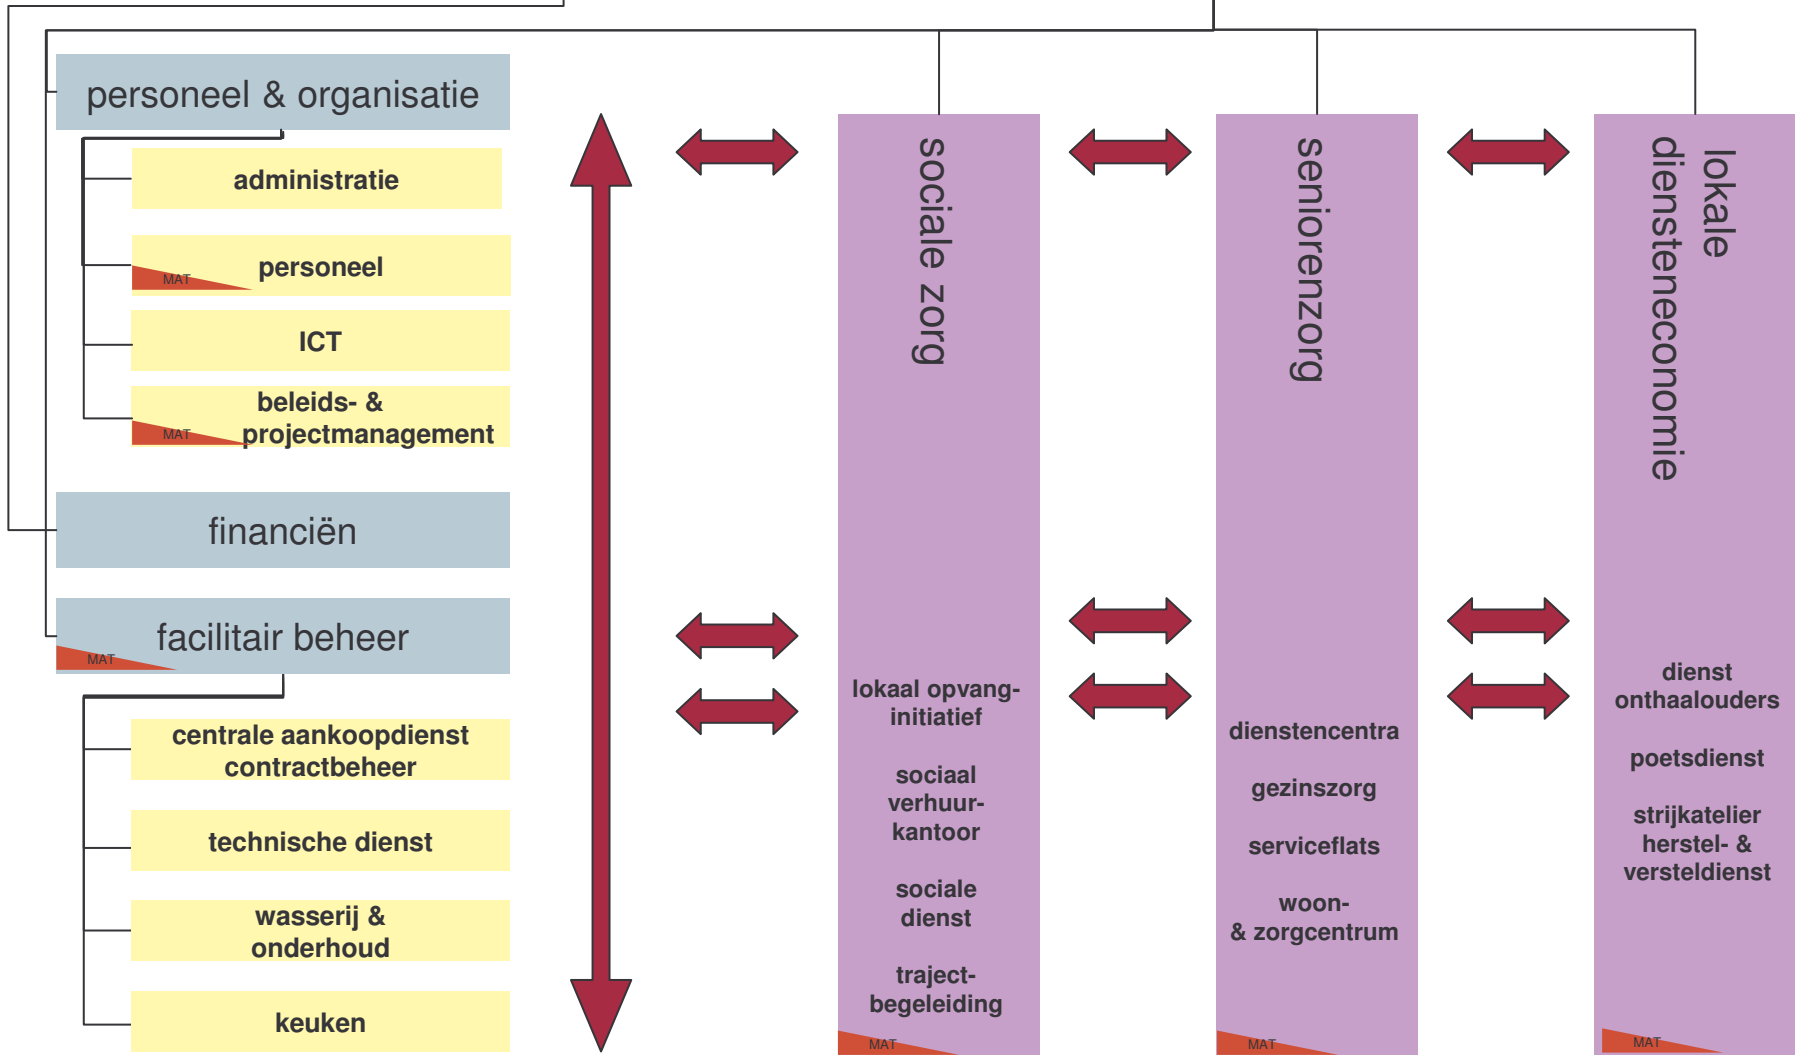 personeel & organisatie
administratie
personeel
MAT
ICT
beleids- &
projectmanagement
MAT
financiën
facilitair beheer
MAT
centrale aankoopdienst
contractbeheer
technische dienst
wasserij &
onderhoud
keuken
sociale zorg
lokaal opvang-
initiatief
sociaal
verhuur-
kantoor
sociale
dienst
traject-
begeleiding
MAT
seniorenzorg
dienstencentra
gezinszorg
serviceflats
woon-
& zorgcentrum
MAT
lokale
diensteneconomie
dienst
onthaalouders
poetsdienst
strijkatelier
herstel- &
versteldienst
MAT